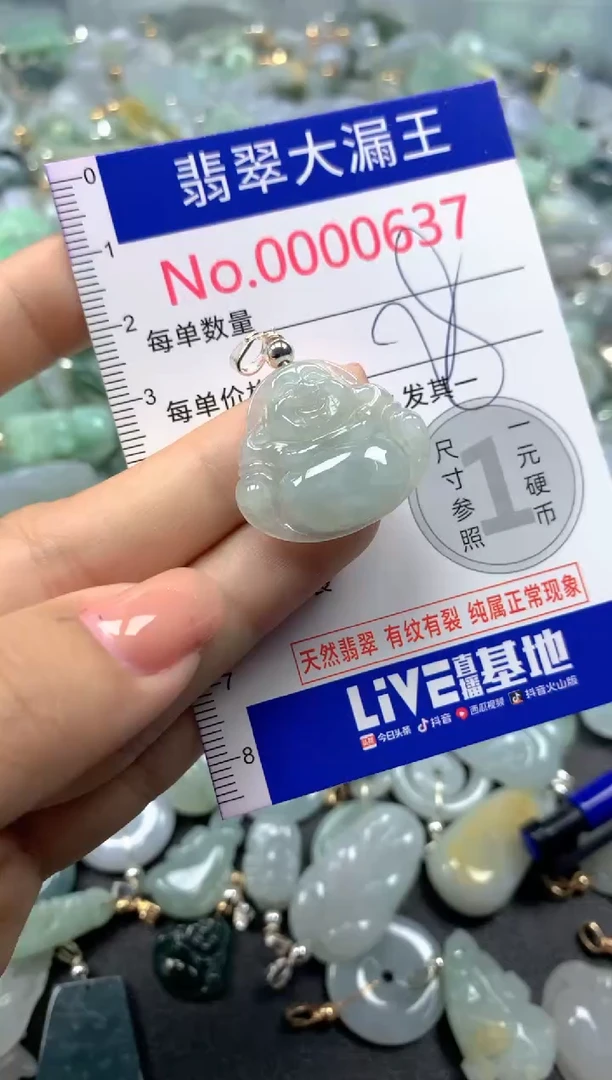 0
翡翠大漏王
No.0000637
1
2
每单数量
3
每单价
发其一
一元硬币
尺寸参照
1
天然翡翠 有纹有裂 纯属正常现象
7
LiVE直播基地
今日头条 抖音 西瓜视频 抖音火山版
8